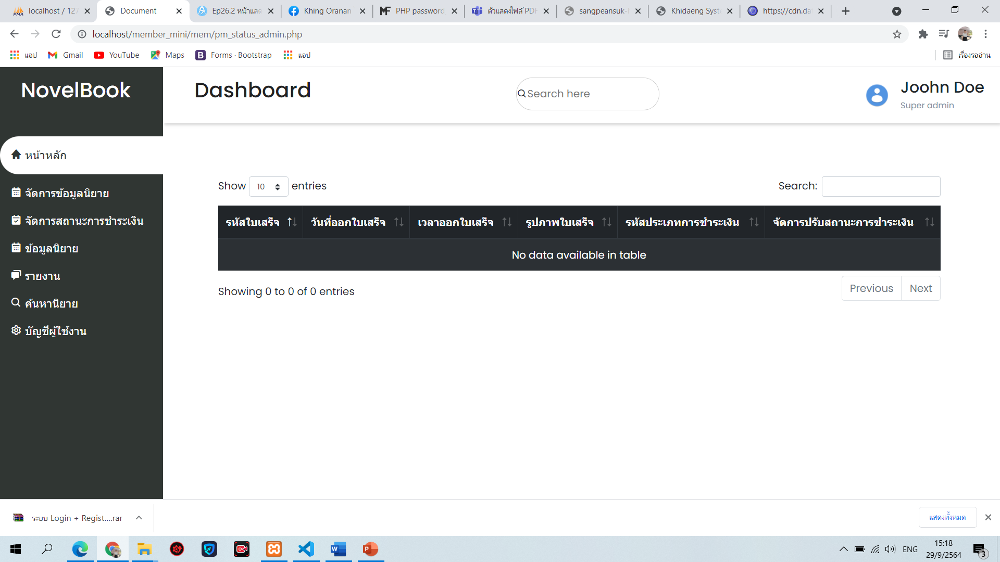 localhost / 127
Document
Ep26.2 หน้าแสด
Khing Oranan
PHP password
ตัวแสดงไฟล์ PDF
sangpeansuk-
Khidaeng Syste
https://cdn.da
localhost/member_mini/mem/pm_status_admin.php
แอป
Gmail
YouTube
Maps
Forms · Bootstrap
แอป
เรื่องรออ่าน
NovelBook
Dashboard
Search here
Joohn Doe
Super admin
หน้าหลัก
จัดการข้อมูลนิยาย
จัดการสถานะการชำระเงิน
ข้อมูลนิยาย
รายงาน
ค้นหานิยาย
บัญชีผู้ใช้งาน
Show 10 entries
Search:
รหัสใบเสร็จ วันที่ออกใบเสร็จ เวลาออกใบเสร็จ รูปภาพใบเสร็จ รหัสประเภทการชำระเงิน จัดการปรับสถานะการชำระเงิน
No data available in table
Showing 0 to 0 of 0 entries
Previous Next
ระบบ Login + Regist....rar
แสดงทั้งหมด
ENG
15:18
29/9/2564
3